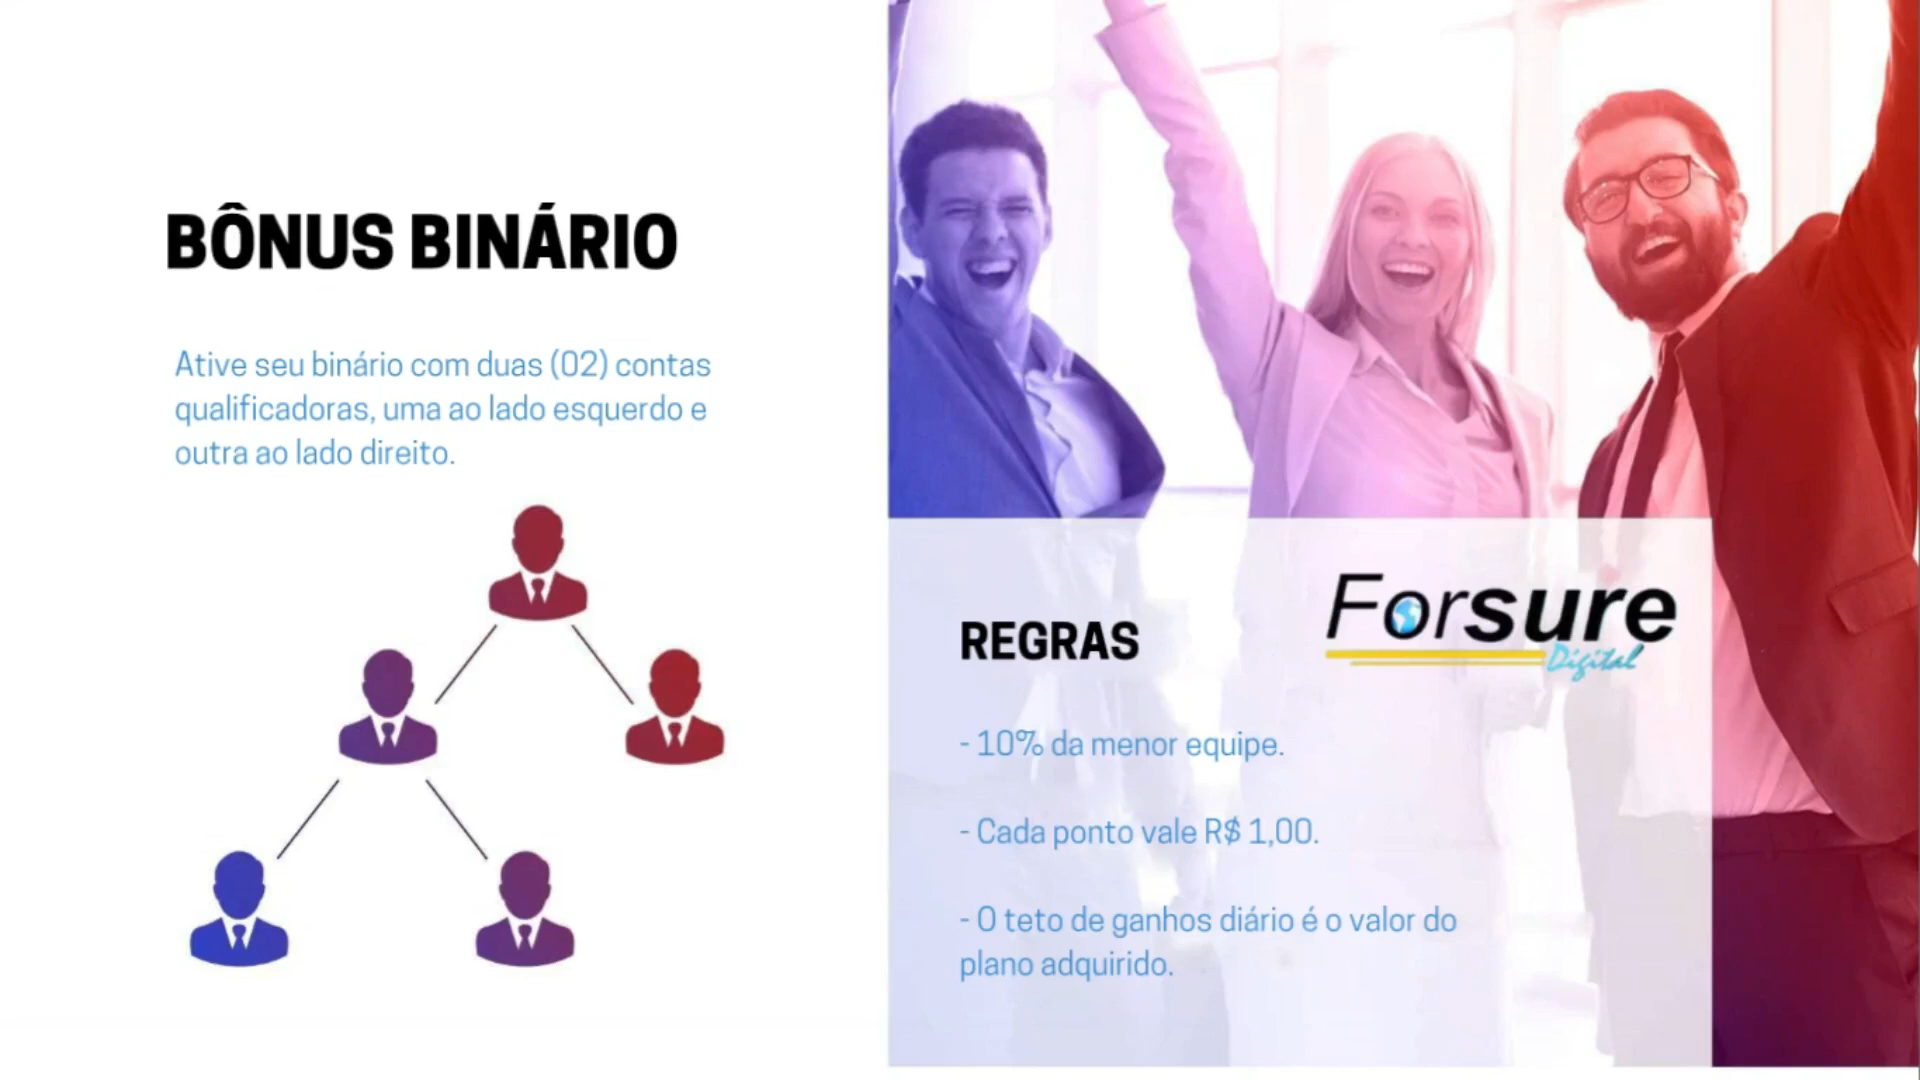 BÔNUS BINÁRIO
Ative seu binário com duas (02) contas
qualificadoras, uma ao lado esquerdo e
outra ao lado direito.
Forsure
Digital
REGRAS
- 10% da menor equipe.
- Cada ponto vale R$ 1,00.
- O teto de ganhos diário é o valor do
plano adquirido.